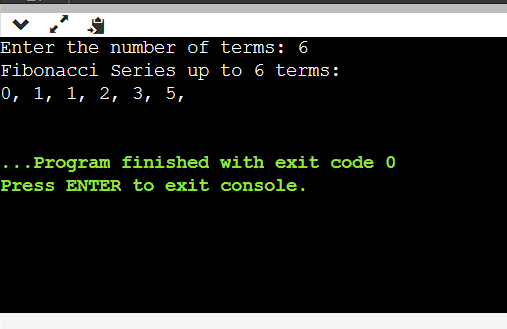 Enter the number of terms: 6
Fibonacci Series up to 6 terms:
0, 1, 1, 2, 3, 5,
...Program finished with exit code 0
Press ENTER to exit console.